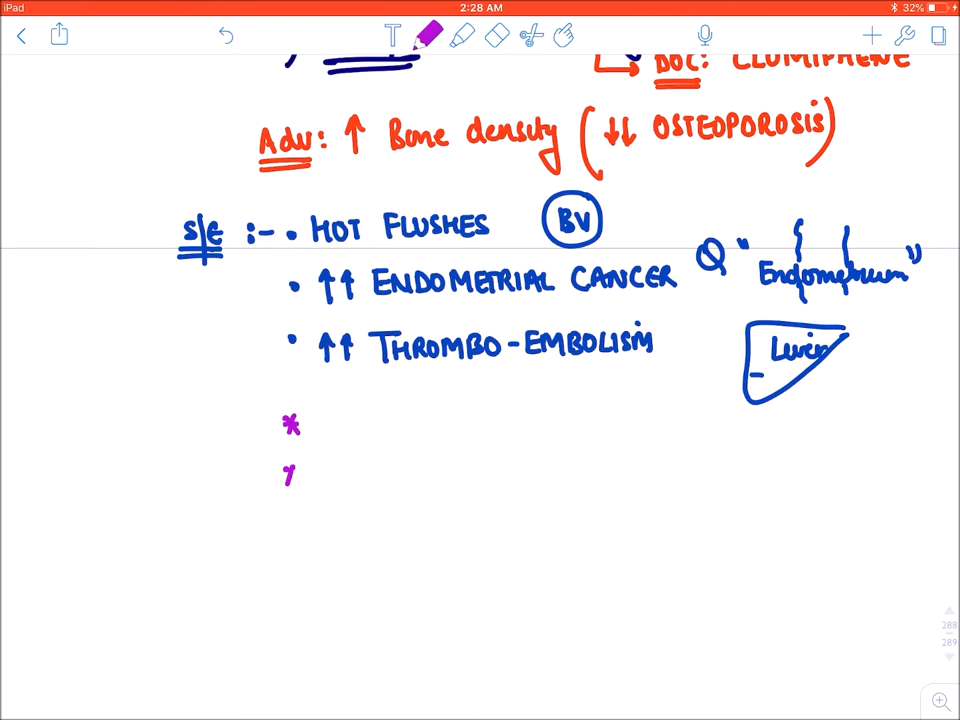 iPad 2:28 AM 32%
DOC: CLOMIPHENE
Adv: ↑ Bone density (↓↓ OSTEOPOROSIS)
S/E :- • HOT FLUSHES BV
• ↑↑ ENDOMETRIAL CANCER Q " Endometrium "
• ↑↑ THROMBO-EMBOLISM Liver
*
288
289